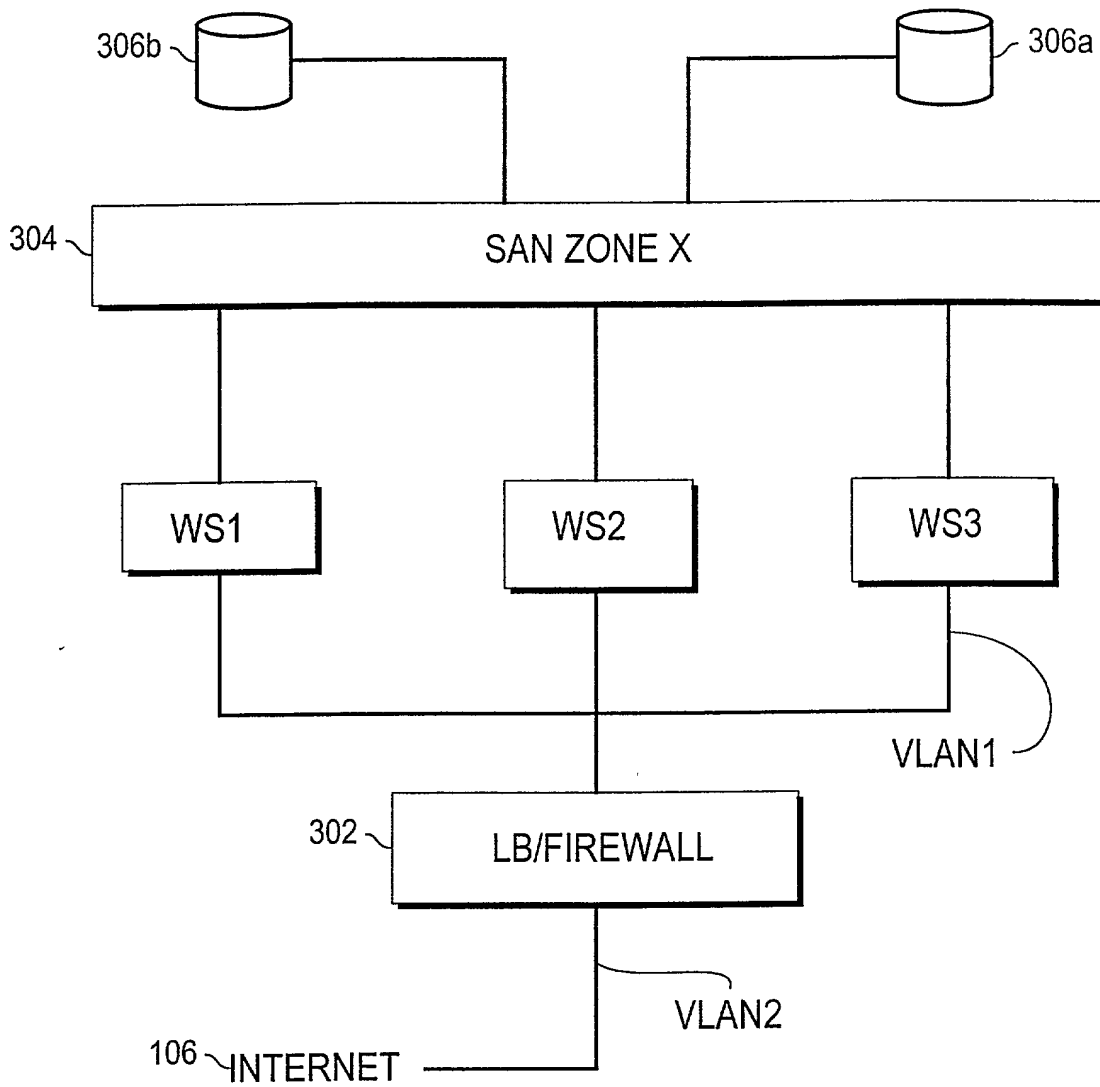 306b
306a
304
SAN ZONE X
WS1
WS2
WS3
VLAN1
302
LB/FIREWALL
VLAN2
106
INTERNET